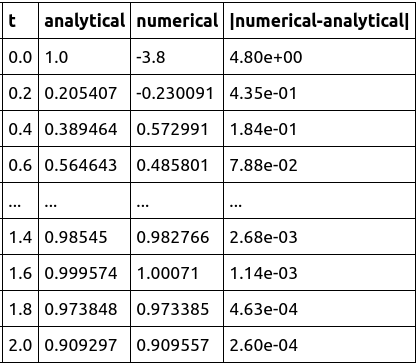 t analytical numerical |numerical-analytical|
0.0 1.0 -3.8 4.80e+00
0.2 0.205407 -0.230091 4.35e-01
0.4 0.389464 0.572991 1.84e-01
0.6 0.564643 0.485801 7.88e-02
... ... ... ...
1.4 0.98545 0.982766 2.68e-03
1.6 0.999574 1.00071 1.14e-03
1.8 0.973848 0.973385 4.63e-04
2.0 0.909297 0.909557 2.60e-04